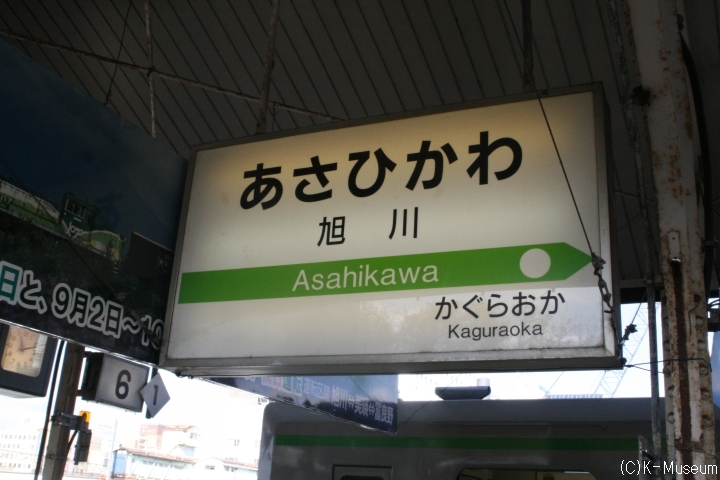 あさひかわ
旭川
Asahikawa
かぐらおか
Kaguraoka
日と、9月2日~1
6
1
(C)K-Museum